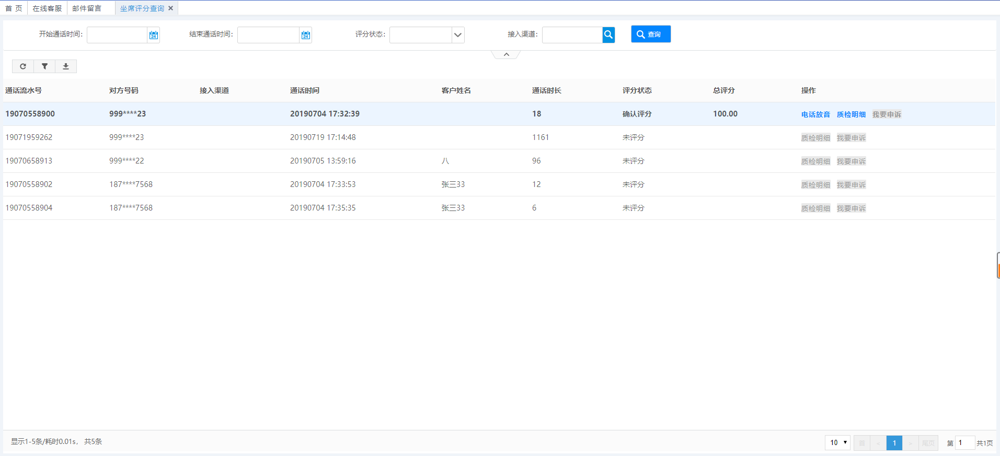 首 页 在线客服 邮件留言 坐席评分查询 ×
开始通话时间: 24 结束通话时间: 24 评分状态: 接入渠道: 查询
通话流水号 对方号码 接入渠道 通话时间 客户姓名 通话时长 评分状态 总评分 操作
19070558900 999****23 20190704 17:32:39 18 确认评分 100.00 电话放音 质检明细 我要申诉
19071959262 999****23 20190719 17:14:48 1161 未评分 质检明细 我要申诉
19070658913 999****22 20190705 13:59:16 八 96 未评分 质检明细 我要申诉
19070558902 187****7568 20190704 17:33:53 张三33 12 未评分 质检明细 我要申诉
19070558904 187****7568 20190704 17:35:35 张三33 6 未评分 质检明细 我要申诉
显示1-5条/耗时0.01s， 共5条 10 首 < 1 > 尾页 第 1 共1页